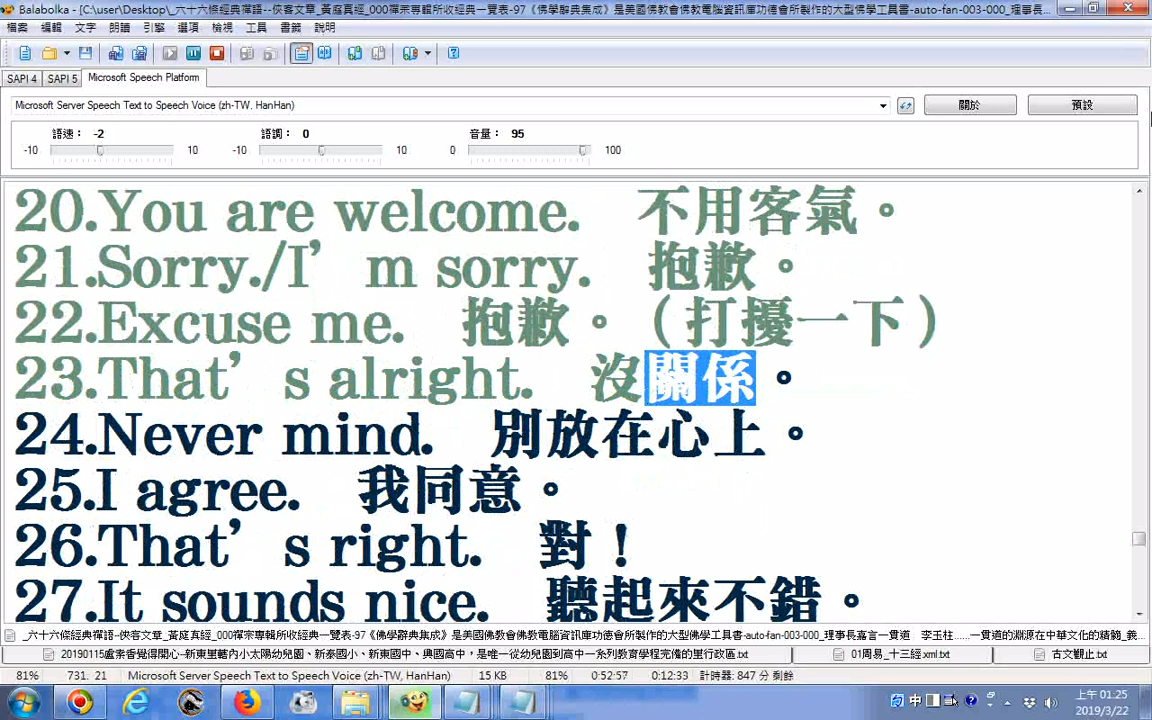 Balabolka - [C:\user\Desktop\_六十六條經典禪語--俠客文章_黃庭真經_000禪宗專輯所收經典一覽表-97《佛學辭典集成》是美國佛教會佛教電腦資訊庫功德會所製作的大型佛學工具書-auto-fan-003-000_理事長...
檔案 編輯 文字 朗讀 引擎 選項 檢視 工具 書籤 說明
SAPI 4 SAPI 5 Microsoft Speech Platform
Microsoft Server Speech Text to Speech Voice (zh-TW, HanHan) 關於 預設
語速： -2 語調： 0 音量： 95
-10 10 -10 10 0 100
20.You are welcome. 不用客氣。
21.Sorry./I’m sorry. 抱歉。
22.Excuse me. 抱歉。（打擾一下）
23.That’s alright. 沒關係。
24.Never mind. 別放在心上。
25.I agree. 我同意。
26.That’s right. 對！
27.It sounds nice. 聽起來不錯。
_六十六條經典禪語--俠客文章_黃庭真經_000禪宗專輯所收經典一覽表-97《佛學辭典集成》是美國佛教會佛教電腦資訊庫功德會所製作的大型佛學工具書-auto-fan-003-000_理事長嘉言一貫道 李玉柱......一貫道的淵源在中華文化的精髓_義...
20190115盧素香覺得開心--新東里轄內小太陽幼兒園、新泰國小、新東國中、興國高中，是唯一從幼兒園到高中一系列教育學程完備的里行政區.txt 01周易_十三經xml.txt 古文觀止.txt
81% 731. 21 Microsoft Server Speech Text to Speech Voice (zh-TW, HanHan) 15 KB 81% 0:52:57 0:12:33 計時器: 847 分 剩餘
中 上午 01:25
2019/3/22